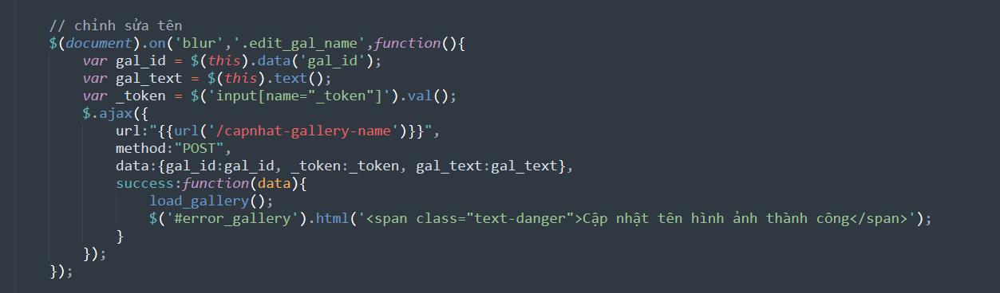 // chỉnh sửa tên
$(document).on('blur','.edit_gal_name',function(){
var gal_id = $(this).data('gal_id');
var gal_text = $(this).text();
var _token = $('input[name="_token"]').val();
$.ajax({
url:"{{url('/capnhat-gallery-name')}}",
method:"POST",
data:{gal_id:gal_id, _token:_token, gal_text:gal_text},
success:function(data){
load_gallery();
$('#error_gallery').html('<span class="text-danger">Cập nhật tên hình ảnh thành công</span>');
}
});
});